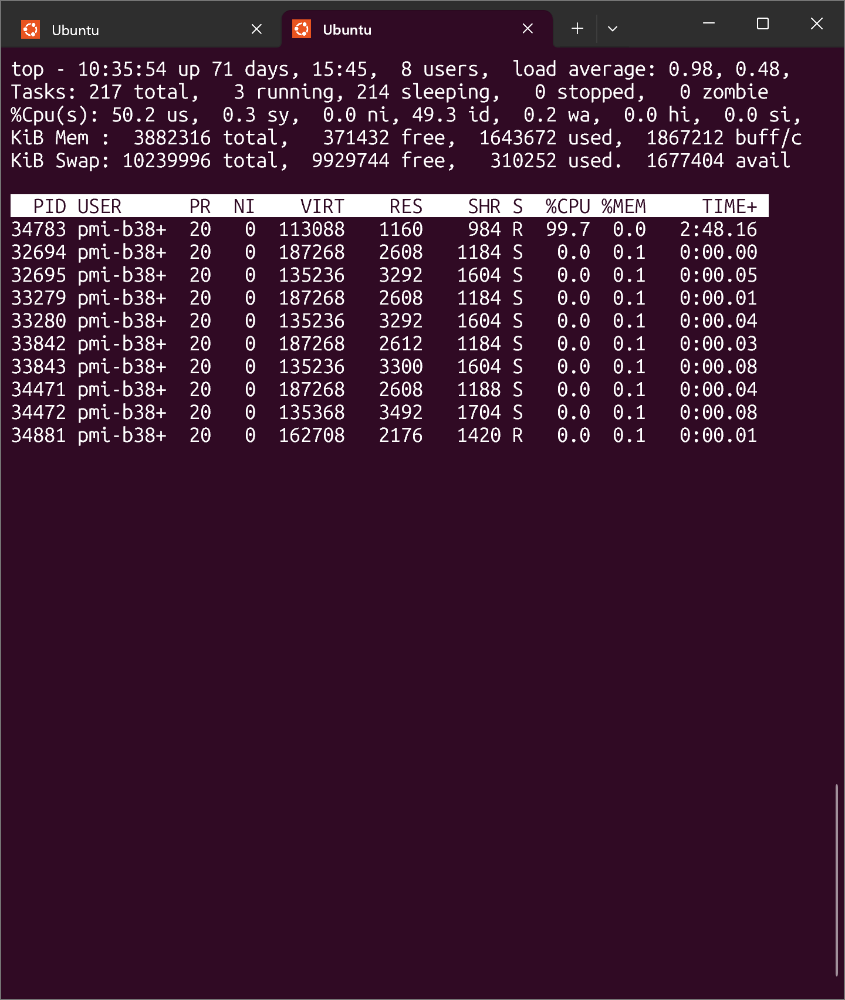 Ubuntu
Ubuntu
top - 10:35:54 up 71 days, 15:45,  8 users,  load average: 0.98, 0.48,
Tasks: 217 total,   3 running, 214 sleeping,   0 stopped,   0 zombie
%Cpu(s): 50.2 us,  0.3 sy,  0.0 ni, 49.3 id,  0.2 wa,  0.0 hi,  0.0 si,
KiB Mem :  3882316 total,   371432 free,  1643672 used,  1867212 buff/c
KiB Swap: 10239996 total,  9929744 free,   310252 used.  1677404 avail
  PID USER      PR  NI    VIRT    RES    SHR S  %CPU %MEM     TIME+
34783 pmi-b38+  20   0  113088   1160    984 R  99.7  0.0   2:48.16
32694 pmi-b38+  20   0  187268   2608   1184 S   0.0  0.1   0:00.00
32695 pmi-b38+  20   0  135236   3292   1604 S   0.0  0.1   0:00.05
33279 pmi-b38+  20   0  187268   2608   1184 S   0.0  0.1   0:00.01
33280 pmi-b38+  20   0  135236   3292   1604 S   0.0  0.1   0:00.04
33842 pmi-b38+  20   0  187268   2612   1184 S   0.0  0.1   0:00.03
33843 pmi-b38+  20   0  135236   3300   1604 S   0.0  0.1   0:00.08
34471 pmi-b38+  20   0  187268   2608   1188 S   0.0  0.1   0:00.04
34472 pmi-b38+  20   0  135368   3492   1704 S   0.0  0.1   0:00.08
34881 pmi-b38+  20   0  162708   2176   1420 R   0.0  0.1   0:00.01